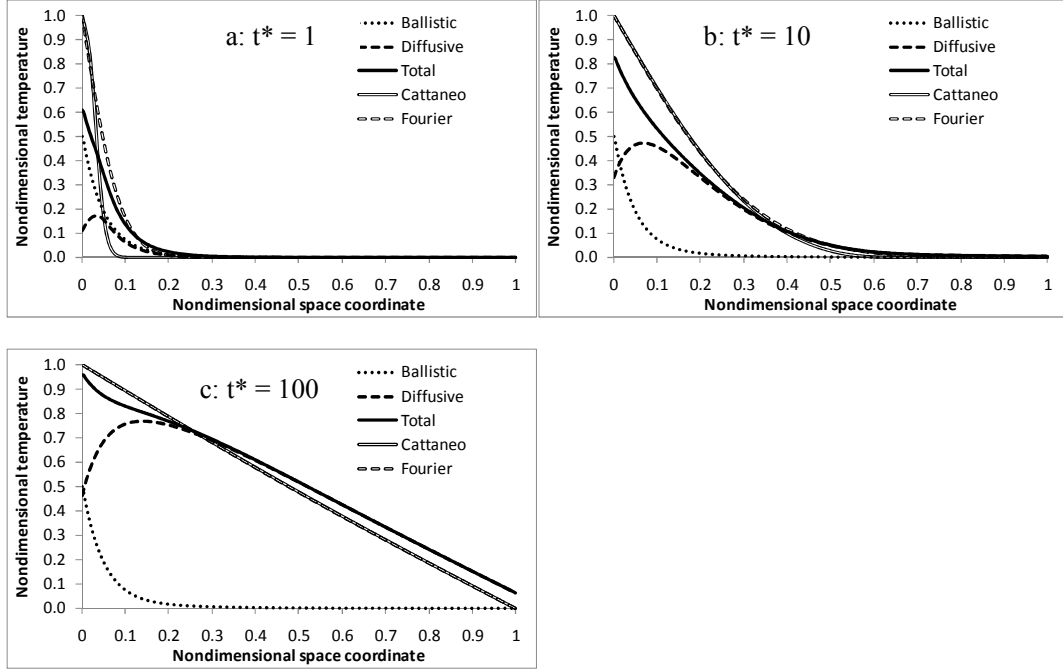 a: t* = 1
Nondimensional temperature
1.0
0.9
0.8
0.7
0.6
0.5
0.4
0.3
0.2
0.1
0.0
Ballistic
Diffusive
Total
Cattaneo
Fourier
0 0.1 0.2 0.3 0.4 0.5 0.6 0.7 0.8 0.9 1
Nondimensional space coordinate
b: t* = 10
Nondimensional temperature
1.0
0.9
0.8
0.7
0.6
0.5
0.4
0.3
0.2
0.1
0.0
Ballistic
Diffusive
Total
Cattaneo
Fourier
0 0.1 0.2 0.3 0.4 0.5 0.6 0.7 0.8 0.9 1
Nondimensional space coordinate
c: t* = 100
Nondimensional temperature
1.0
0.9
0.8
0.7
0.6
0.5
0.4
0.3
0.2
0.1
0.0
Ballistic
Diffusive
Total
Cattaneo
Fourier
0 0.1 0.2 0.3 0.4 0.5 0.6 0.7 0.8 0.9 1
Nondimensional space coordinate